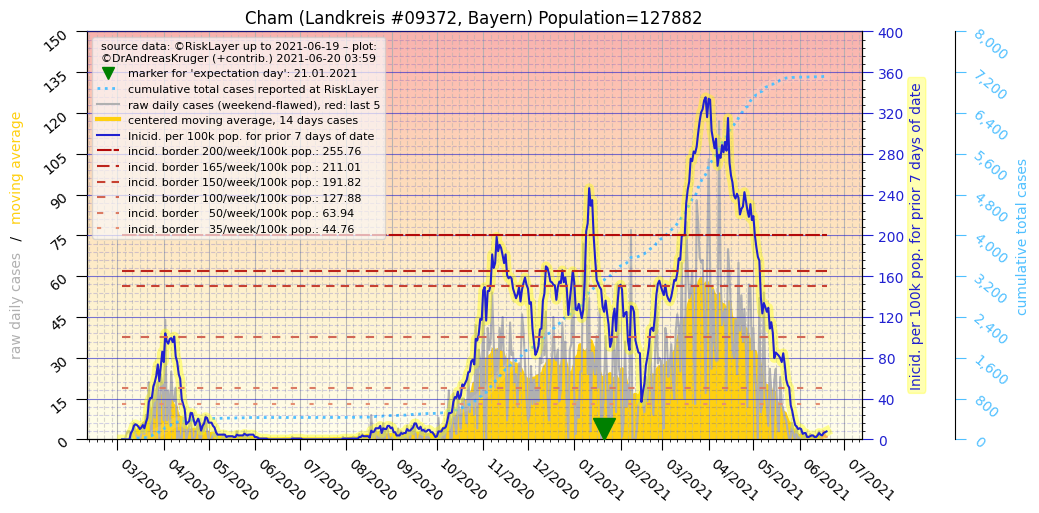 Cham (Landkreis #09372, Bayern) Population=127882
source data: ©RiskLayer up to 2021-06-19 – plot:
©DrAndreasKruger (+contrib.) 2021-06-20 03:59
marker for 'expectation day': 21.01.2021
cumulative total cases reported at RiskLayer
raw daily cases (weekend-flawed), red: last 5
centered moving average, 14 days cases
Inicid. per 100k pop. for prior 7 days of date
incid. border 200/week/100k pop.: 255.76
incid. border 165/week/100k pop.: 211.01
incid. border 150/week/100k pop.: 191.82
incid. border 100/week/100k pop.: 127.88
incid. border   50/week/100k pop.: 63.94
incid. border   35/week/100k pop.: 44.76
raw daily cases  /  moving average
150
135
120
105
90
75
60
45
30
15
0
03/2020
04/2020
05/2020
06/2020
07/2020
08/2020
09/2020
10/2020
11/2020
12/2020
01/2021
02/2021
03/2021
04/2021
05/2021
06/2021
07/2021
400
360
320
280
240
200
160
120
80
40
0
Inicid. per 100k pop. for prior 7 days of date
8,000
7,200
6,400
5,600
4,800
4,000
3,200
2,400
1,600
800
0
cumulative total cases